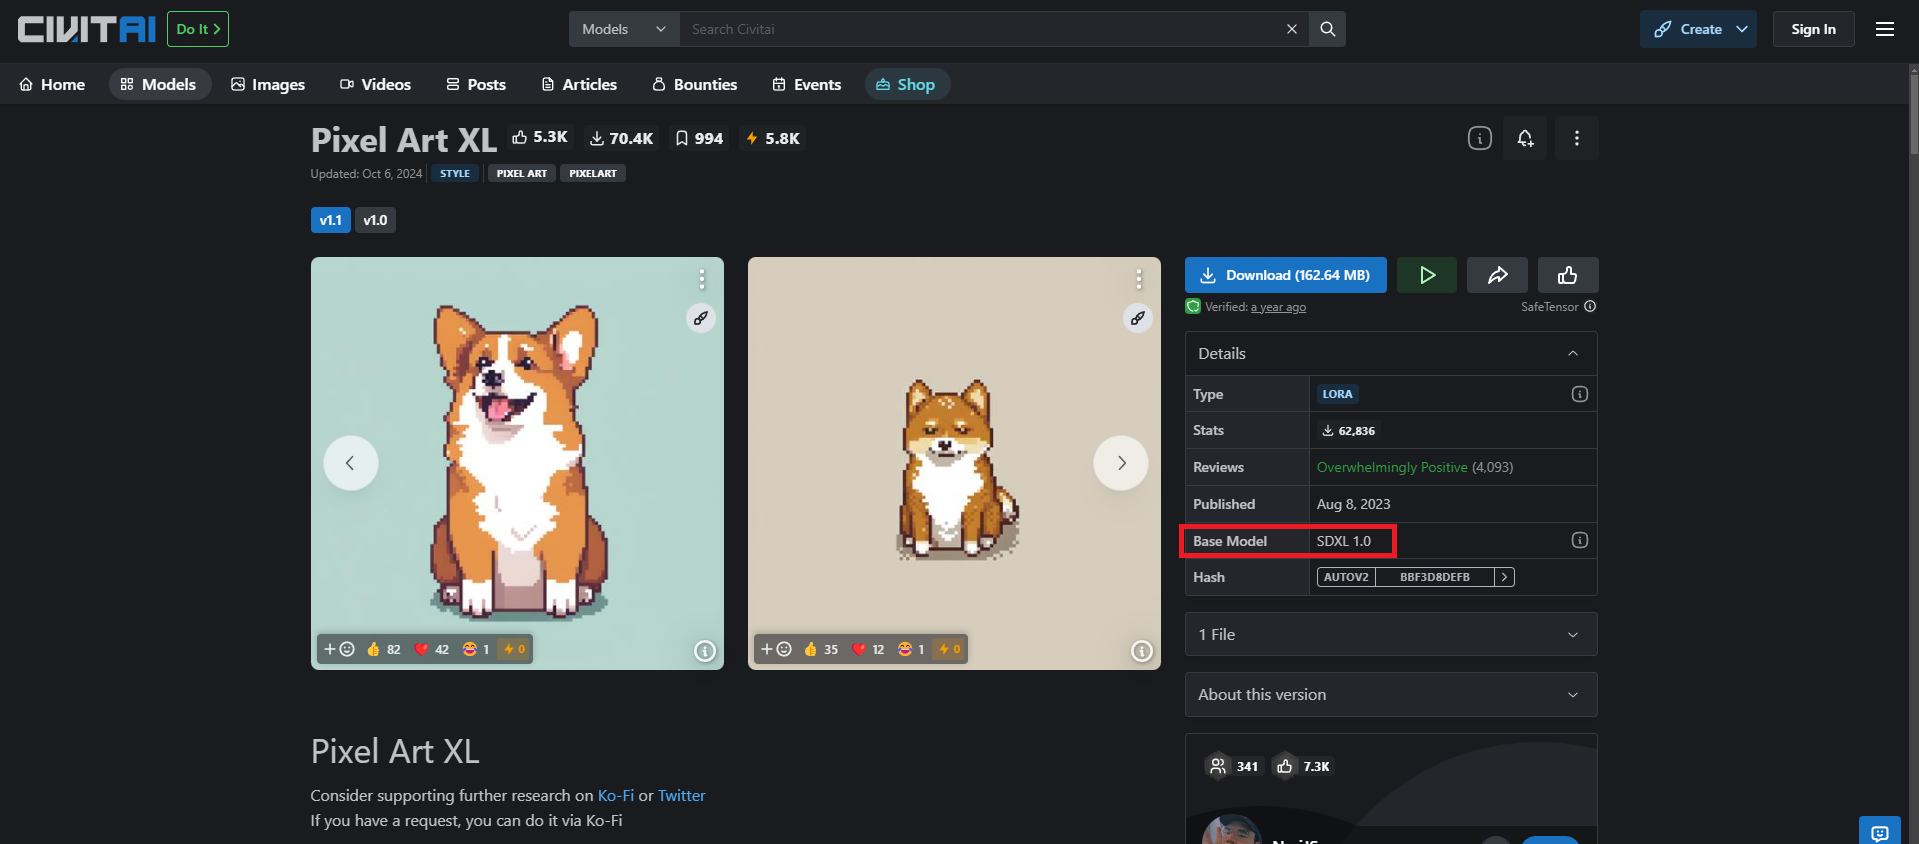 CIVITAI
Do It
Models
Search Civitai
Create
Sign In
Home
Models
Images
Videos
Posts
Articles
Bounties
Events
Shop
Pixel Art XL
5.3K
70.4K
994
5.8K
Updated: Oct 6, 2024
STYLE
PIXEL ART
PIXELART
v1.1
v1.0
82
42
1
0
35
12
1
0
Download (162.64 MB)
Verified: a year ago
SafeTensor
Details
Type
LORA
Stats
62,836
Reviews
Overwhelmingly Positive (4,093)
Published
Aug 8, 2023
Base Model
SDXL 1.0
Hash
AUTOV2
BBF3D8DEFB
1 File
About this version
341
7.3K
Pixel Art XL
Consider supporting further research on Ko-Fi or Twitter
If you have a request, you can do it via Ko-Fi